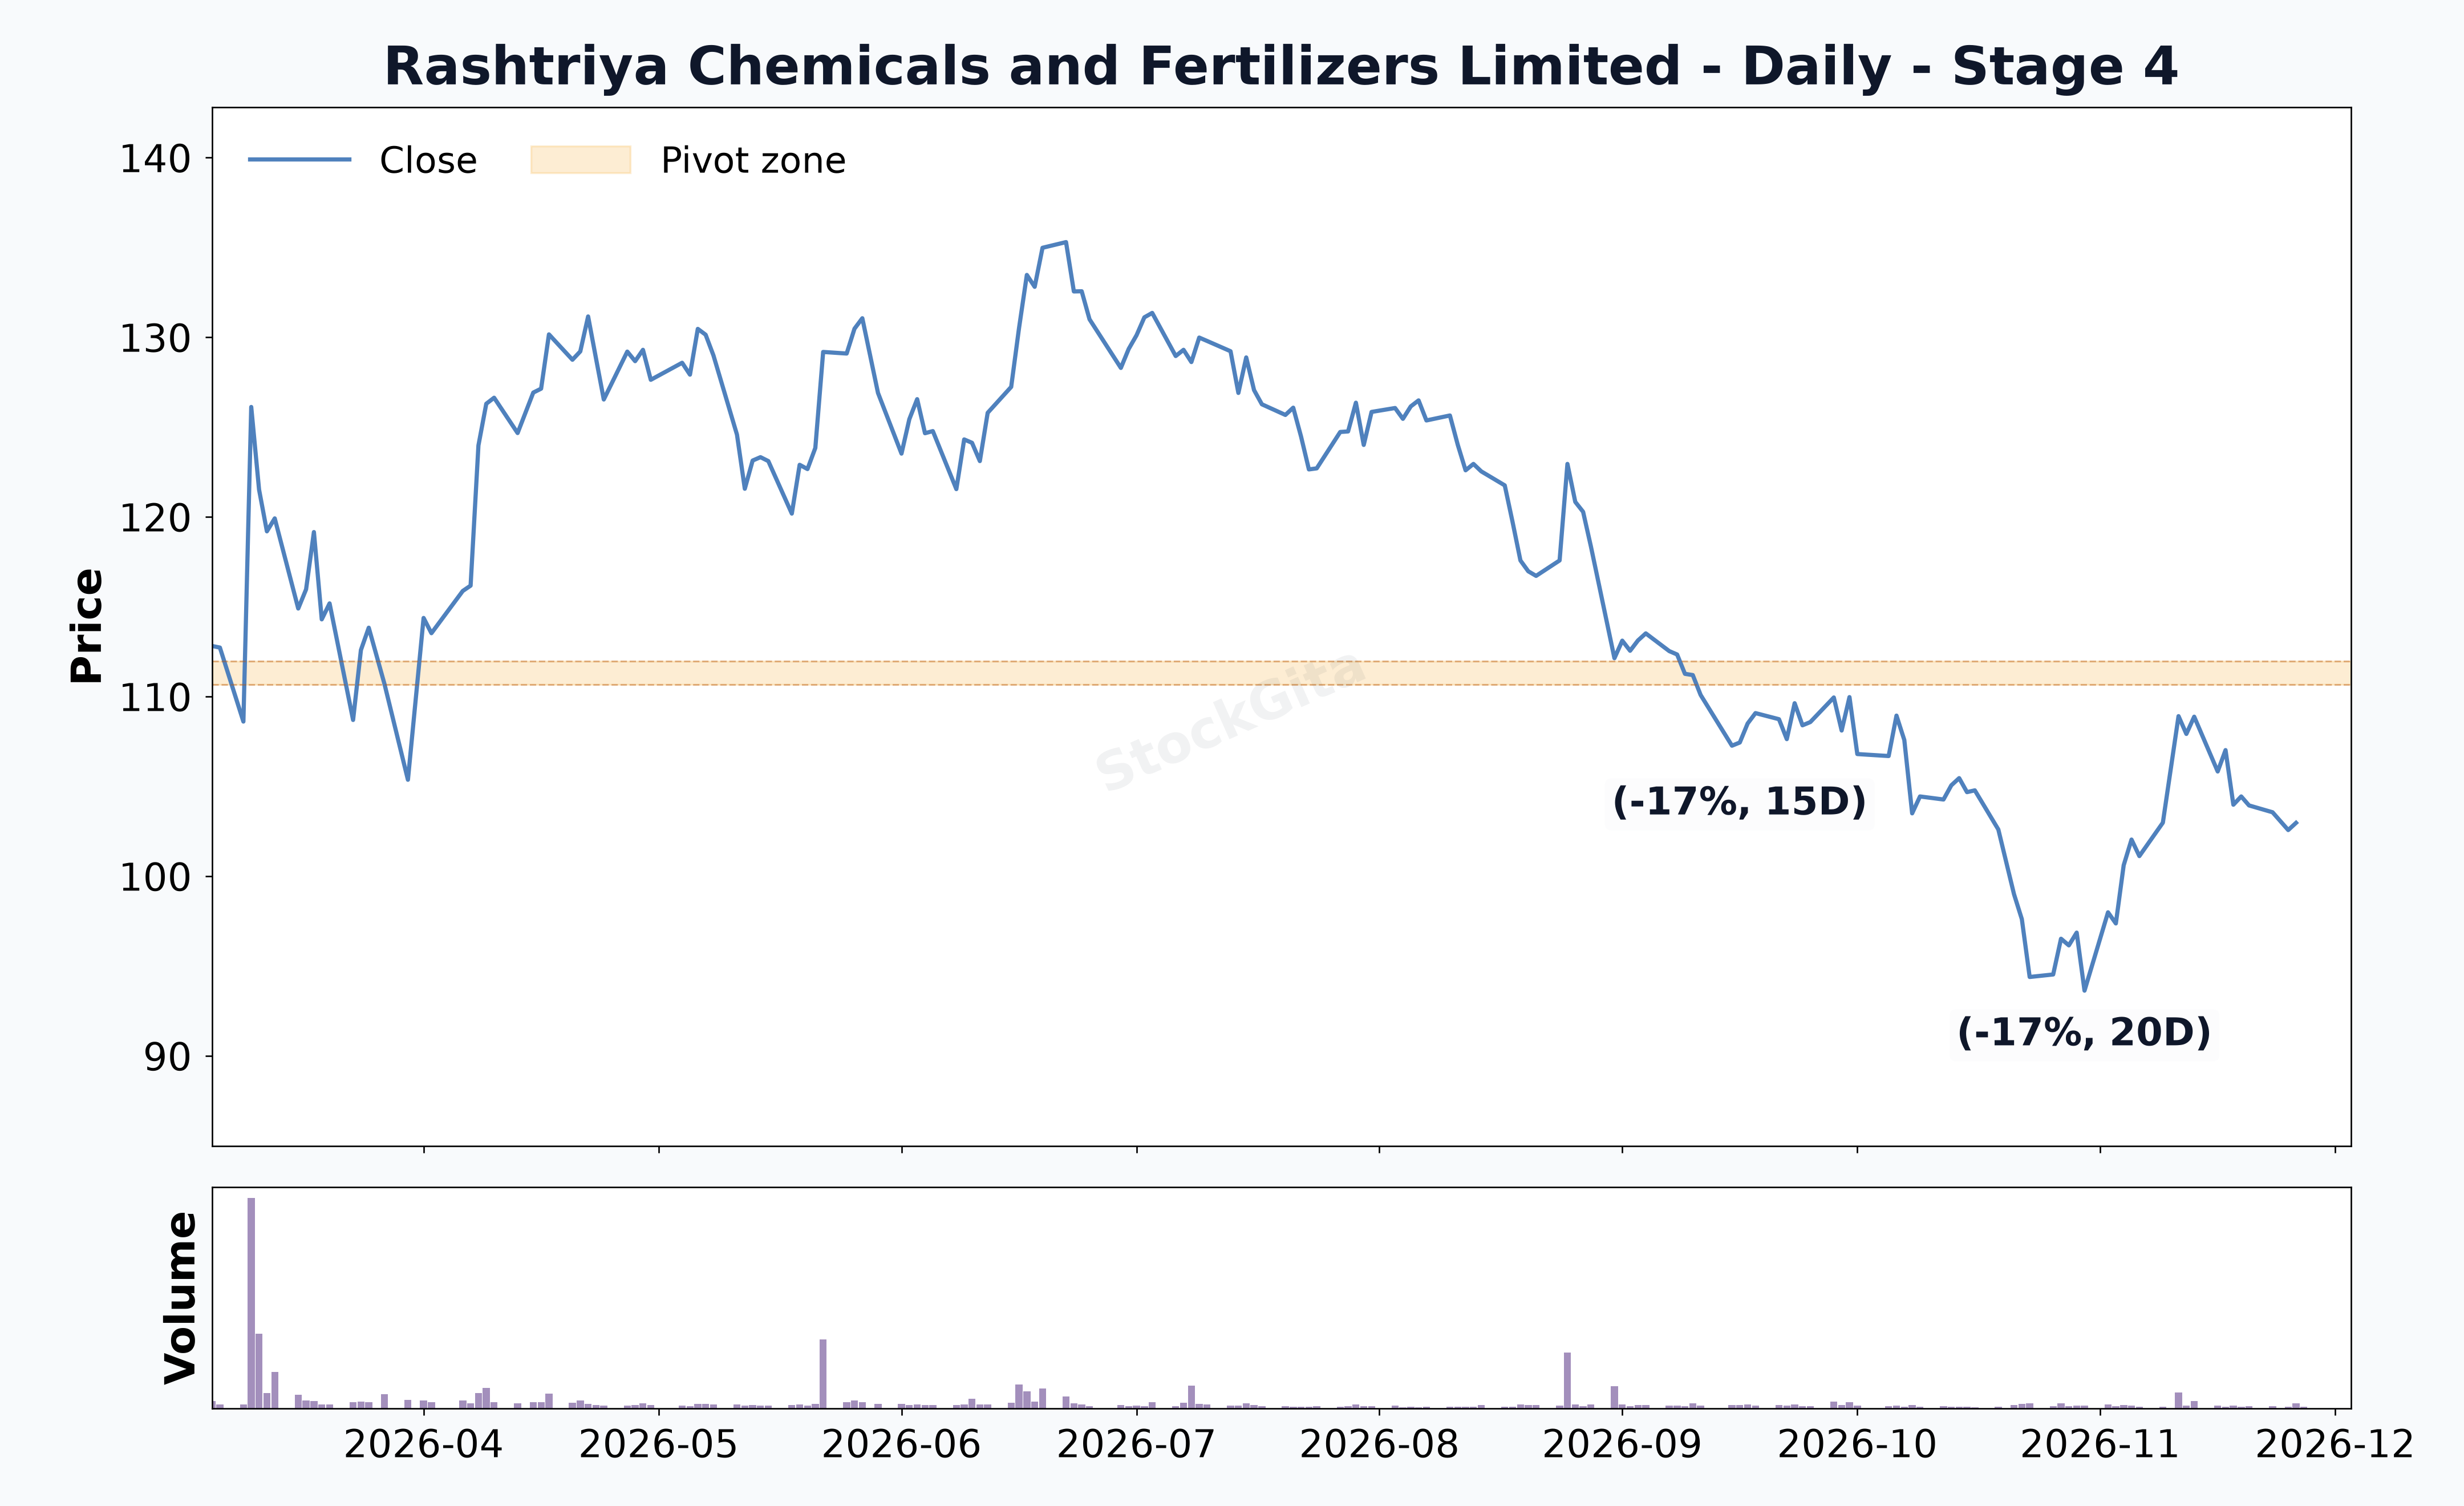 Rashtriya Chemicals and Fertilizers Limited - Daily - Stage 4
Close
Pivot zone
140
130
120
110
100
90
Price
StockGita
(-17%, 15D)
(-17%, 20D)
Volume
2026-04
2026-05
2026-06
2026-07
2026-08
2026-09
2026-10
2026-11
2026-12